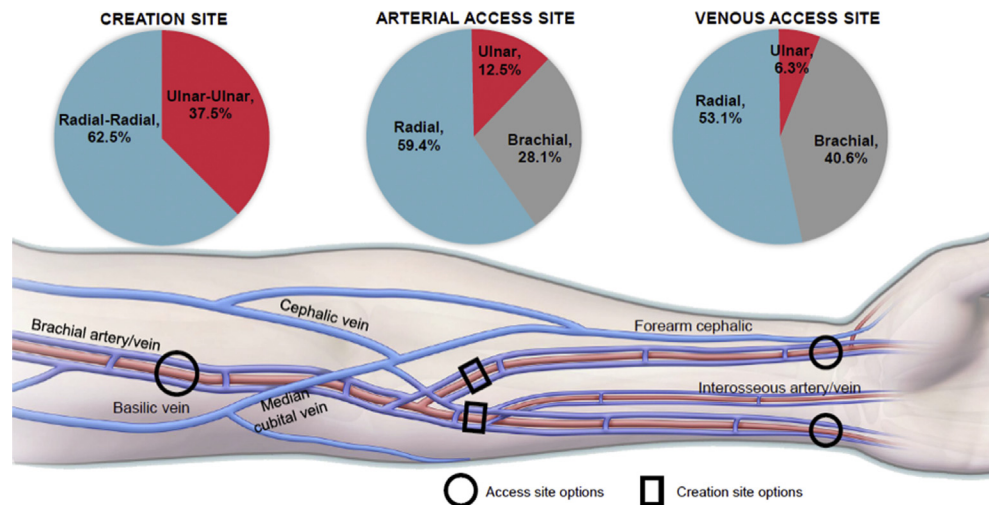 CREATION SITE
Radial-Radial,
62.5%
Ulnar-Ulnar,
37.5%
ARTERIAL ACCESS SITE
Ulnar,
12.5%
Radial,
59.4%
Brachial,
28.1%
VENOUS ACCESS SITE
Ulnar,
6.3%
Radial,
53.1%
Brachial,
40.6%
Brachial artery/vein
Cephalic vein
Forearm cephalic
Basilic vein
Median
cubital vein
Interosseous artery/vein
Access site options
Creation site options